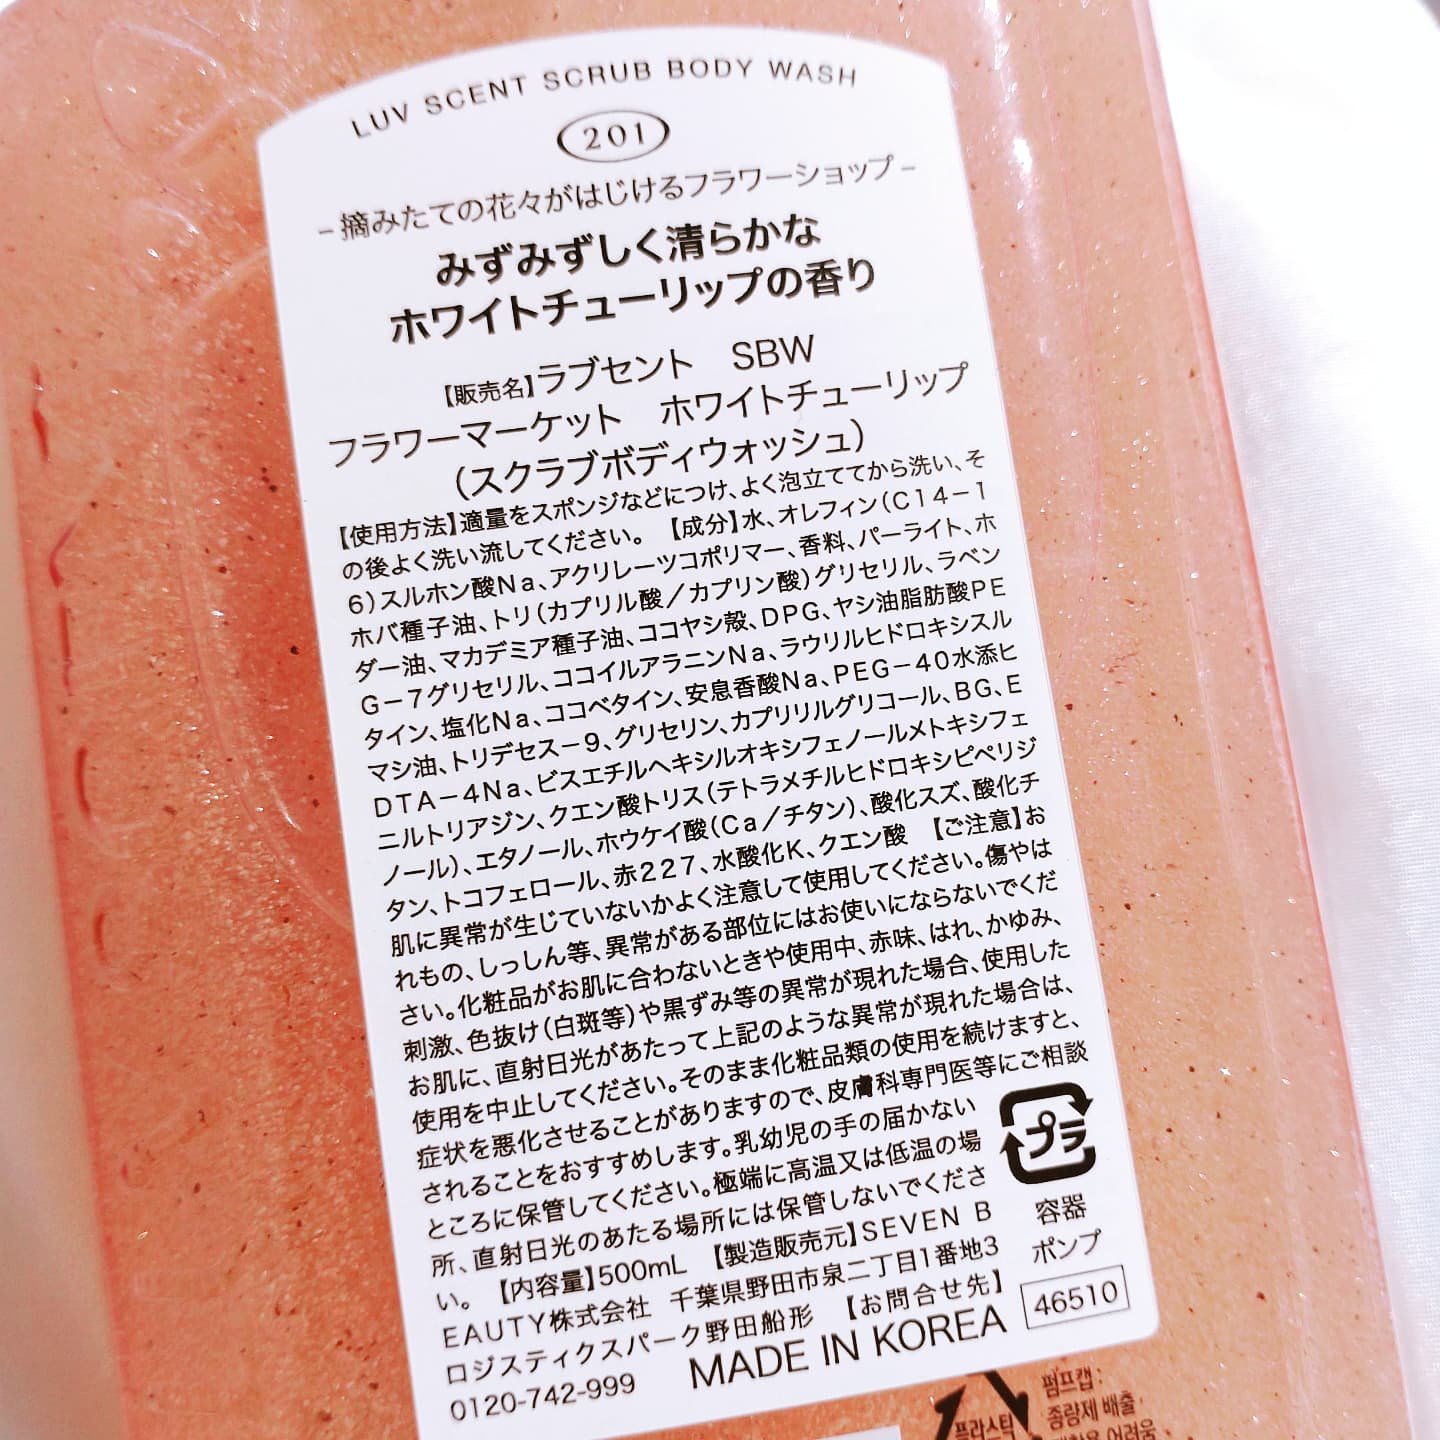 LUV SCENT SCRUB BODY WASH
201
-摘みたての花々がはじけるフラワーショップ-
みずみずしく清らかな
ホワイトチューリップの香り
【販売名】ラブセント SBW
フラワーマーケット ホワイトチューリップ
（スクラブボディウォッシュ）
【使用方法】適量をスポンジなどにつけ、よく泡立ててから洗い、そ
の後よく洗い流してください。 【成分】水、オレフィン（C14－1
6）スルホン酸Na、アクリレーツコポリマー、香料、パーライト、ホ
ホバ種子油、トリ（カプリル酸／カプリン酸）グリセリル、ラベン
ダー油、マカデミア種子油、ココヤシ殻、DPG、ヤシ油脂肪酸PE
G－7グリセリル、ココイルアラニンNa、ラウリルヒドロキシスル
タイン、塩化Na、ココベタイン、安息香酸Na、PEG－40水添ヒ
マシ油、トリデセス－9、グリセリン、カプリリルグリコール、BG、E
DTA－4Na、ビスエチルヘキシルオキシフェノールメトキシフェ
ニルトリアジン、クエン酸トリス（テトラメチルヒドロキシピペリジ
ノール）、エタノール、ホウケイ酸（Ca／チタン）、酸化スズ、酸化チ
タン、トコフェロール、赤227、水酸化K、クエン酸 【ご注意】お
肌に異常が生じていないかよく注意して使用してください。傷やは
れもの、しっしん等、異常がある部位にはお使いにならないでくだ
さい。化粧品がお肌に合わないときや使用中、赤味、はれ、かゆみ、
刺激、色抜け（白斑等）や黒ずみ等の異常が現れた場合、使用した
お肌に、直射日光があたって上記のような異常が現れた場合は、
使用を中止してください。そのまま化粧品類の使用を続けますと、
症状を悪化させることがありますので、皮膚科専門医等にご相談
されることをおすすめします。乳幼児の手の届かない
ところに保管してください。極端に高温又は低温の場
所、直射日光のあたる場所には保管しないでくださ
い。 【内容量】500mL 【製造販売元】SEVEN B
EAUTY株式会社 千葉県野田市泉二丁目1番地3
ロジスティクスパーク野田船形 【お問合せ先】
0120-742-999 MADE IN KOREA
プラ
容器
ポンプ
46510
펌프캡 :
플라스틱 종량제 배출,